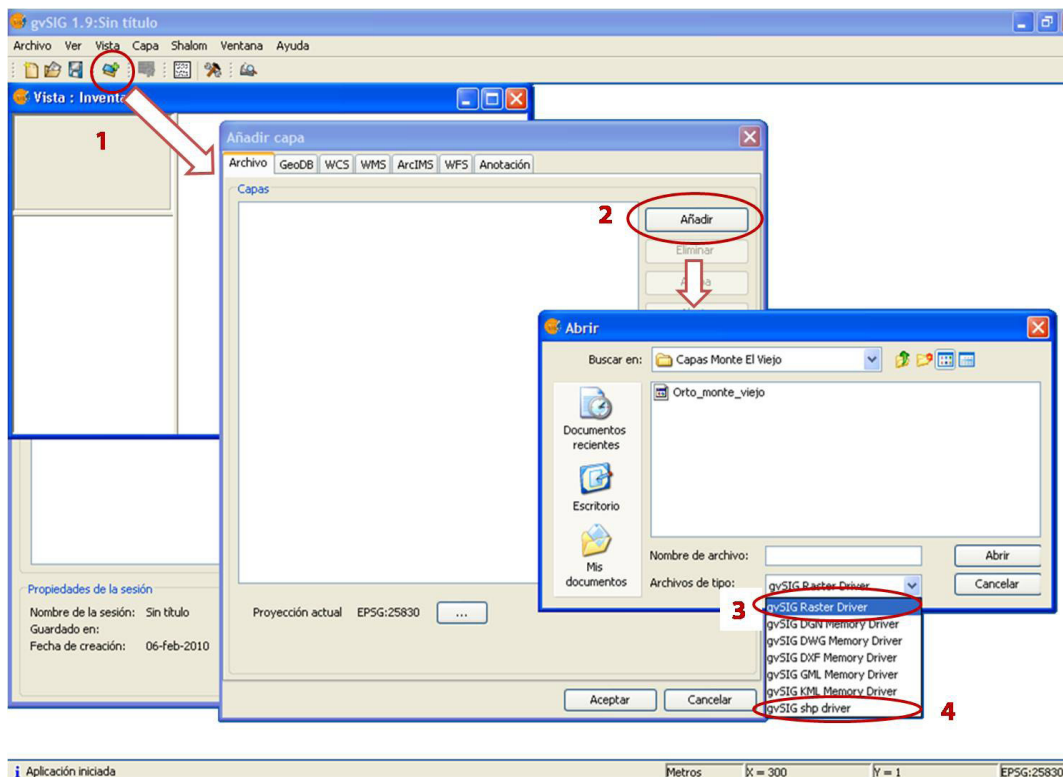 gvSIG 1.9:Sin título
Archivo Ver Vista Capa Shalom Ventana Ayuda
Vista : Inventa
1
Añadir capa
Archivo GeoDB WCS WMS ArcIMS WFS Anotación
Capas
2
Añadir
Eliminar
Abrir
Buscar en: Capas Monte El Viejo
Orto_monte_viejo
Documentos recientes
Escritorio
Mis documentos
Nombre de archivo:
Abrir
Archivos de tipo: gvSIG Raster Driver
Cancelar
3
gvSIG Raster Driver
gvSIG DGN Memory Driver
gvSIG DWG Memory Driver
gvSIG DXF Memory Driver
gvSIG GML Memory Driver
gvSIG KML Memory Driver
gvSIG shp driver
4
Propiedades de la sesión
Nombre de la sesión: Sin título
Guardado en:
Fecha de creación: 06-feb-2010
Proyección actual EPSG:25830 ...
Aceptar Cancelar
Aplicación iniciada
Metros X = 300 Y = 1 EPSG:25830